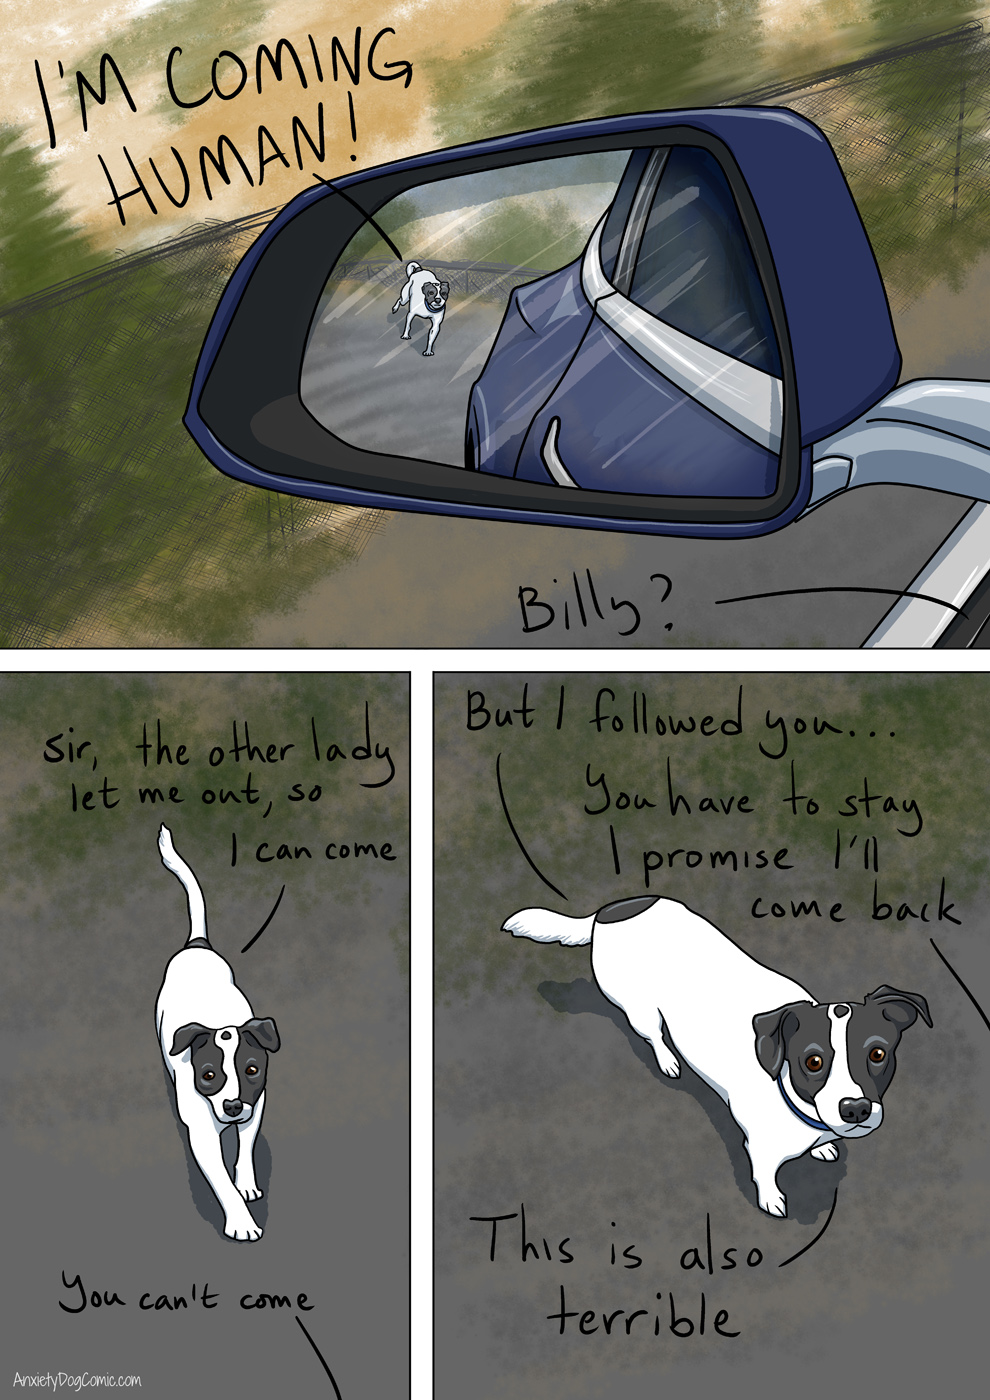 I'M COMING
HUMAN!
Billy?
sir, the other lady
let me out, so
I can come
You can't come
But I followed you...
You have to stay
I promise I'll
come back
This is also
terrible
AnxietyDogComic.com